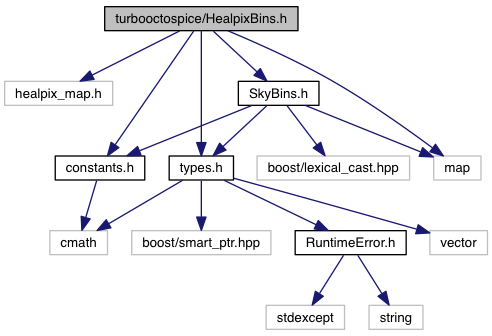 turbooctospice/HealpixBins.h
healpix_map.h
SkyBins.h
constants.h
types.h
boost/lexical_cast.hpp
map
cmath
boost/smart_ptr.hpp
RuntimeError.h
vector
stdexcept
string